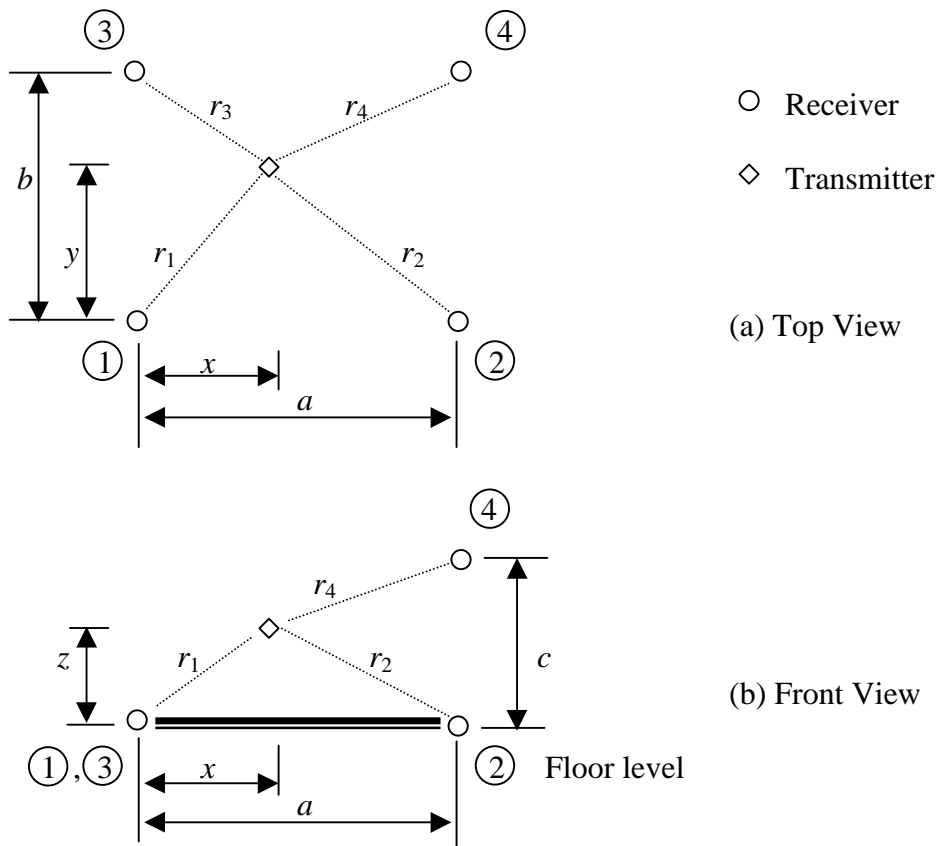 3 4
r3 r4
Receiver
b
Transmitter
y
r1 r2
(a) Top View
1 x 2
a
4
r4
z r1 r2 c
(b) Front View
1 ,3 x 2 Floor level
a